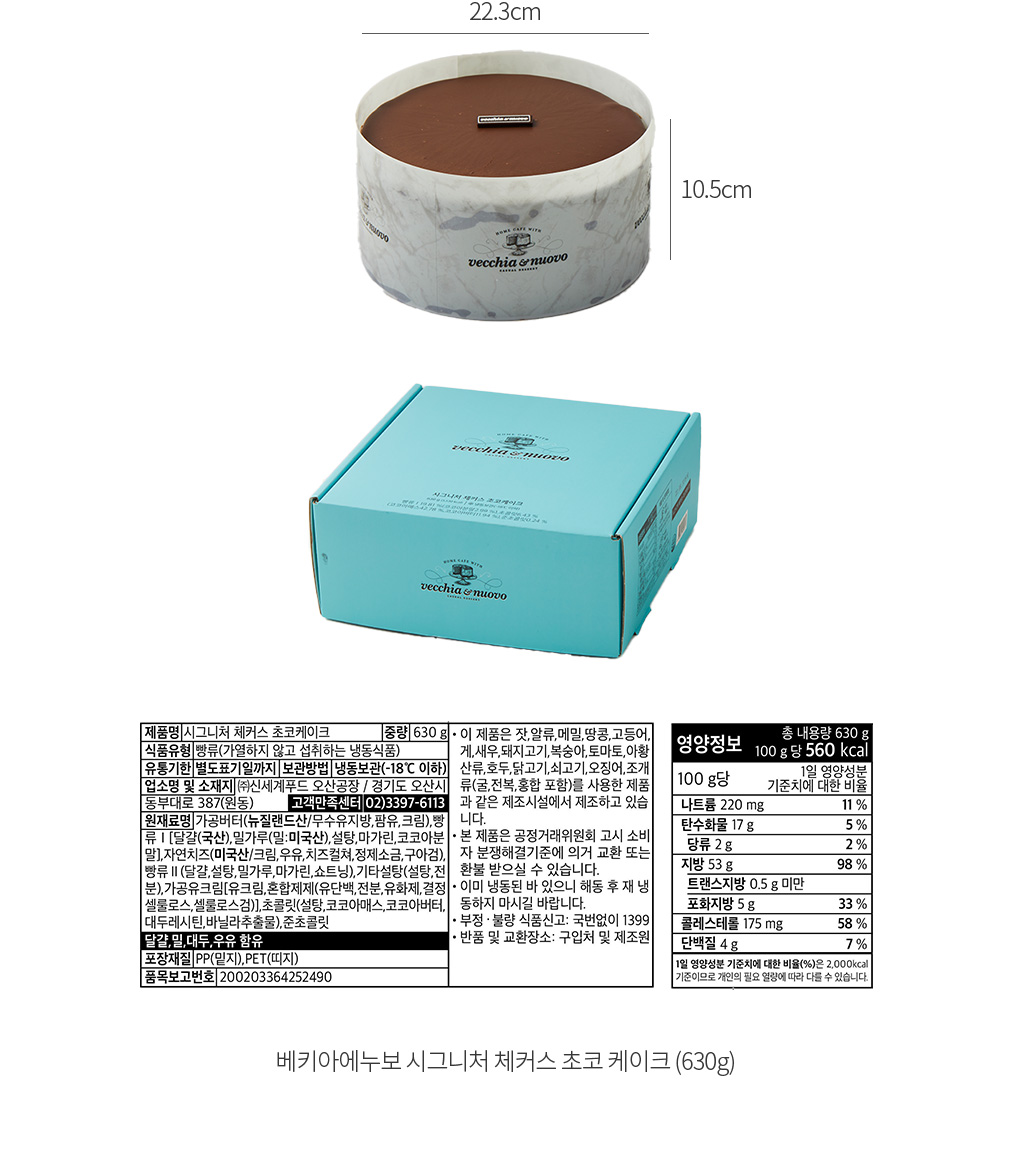 22.3cm
vecchia & nuovo
10.5cm
HOME CAFE WITH
vecchia & nuovo
CASUAL DESSERT
nuovo
HOME CAFE WITH
vecchia & nuovo
CASUAL DESSERT
시그니처 체커스 초코케이크
HOME CAFE WITH
vecchia & nuovo
CASUAL DESSERT
제품명 시그니처 체커스 초코케이크 중량 630 g
식품유형 빵류(가열하지 않고 섭취하는 냉동식품)
유통기한 별도표기일까지 보관방법 냉동보관(-18℃ 이하)
업소명 및 소재지 ㈜신세계푸드 오산공장 / 경기도 오산시
동부대로 387(원동) 고객만족센터 02)3397-6113
원재료명 가공버터(뉴질랜드산/무수유지방,팜유,크림),빵
류Ⅰ[달걀(국산),밀가루(밀:미국산),설탕,마가린,코코아분
말],자연치즈(미국산/크림,우유,치즈컬쳐,정제소금,구아검),
빵류Ⅱ(달걀,설탕,밀가루,마가린,쇼트닝),기타설탕(설탕,전
분),가공유크림[유크림,혼합제제(유단백,전분,유화제,결정
셀룰로스,셀룰로스검)],초콜릿(설탕,코코아매스,코코아버터,
대두레시틴,바닐라추출물),준초콜릿
달걀,밀,대두,우유 함유
포장재질 PP(밑지),PET(띠지)
품목보고번호 200203364252490
• 이 제품은 잣,알류,메밀,땅콩,고등어,
게,새우,돼지고기,복숭아,토마토,아황
산류,호두,닭고기,쇠고기,오징어,조개
류(굴,전복,홍합 포함)를 사용한 제품
과 같은 제조시설에서 제조하고 있습
니다.
• 본 제품은 공정거래위원회 고시 소비
자 분쟁해결기준에 의거 교환 또는
환불 받으실 수 있습니다.
• 이미 냉동된 바 있으니 해동 후 재 냉
동하지 마시길 바랍니다.
• 부정 · 불량 식품신고: 국번없이 1399
• 반품 및 교환장소: 구입처 및 제조원
영양정보
총 내용량 630 g
100 g 당 560 kcal
100 g당
1일 영양성분
기준치에 대한 비율
나트륨 220 mg 11 %
탄수화물 17 g 5 %
당류 2 g 2 %
지방 53 g 98 %
트랜스지방 0.5 g 미만
포화지방 5 g 33 %
콜레스테롤 175 mg 58 %
단백질 4 g 7 %
1일 영양성분 기준치에 대한 비율(%)은 2,000kcal
기준이므로 개인의 필요 열량에 따라 다를 수 있습니다.
베키아에누보 시그니처 체커스 초코 케이크 (630g)